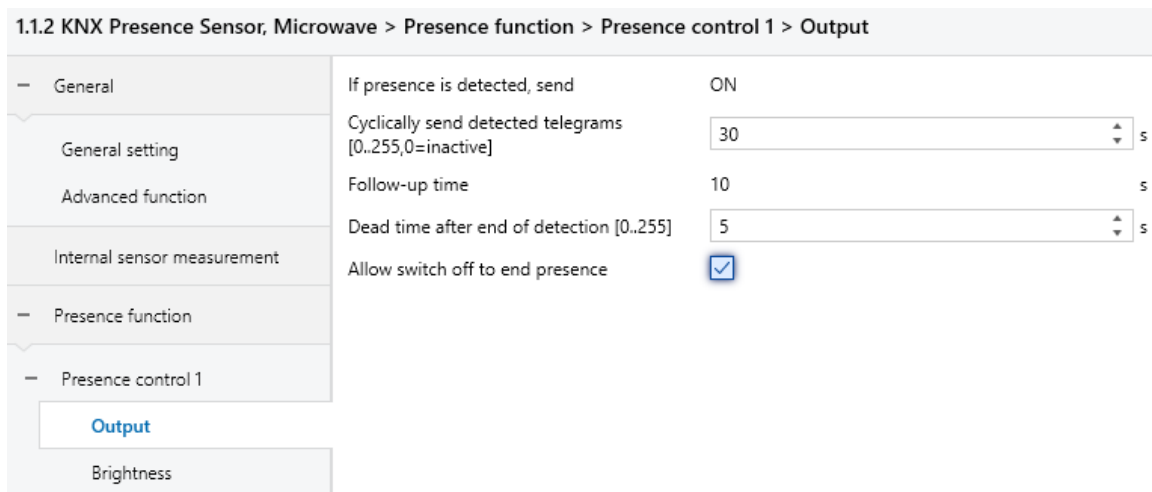 1.1.2 KNX Presence Sensor, Microwave > Presence function > Presence control 1 > Output
General
General setting
Advanced function
Internal sensor measurement
Presence function
Presence control 1
Output
Brightness
If presence is detected, send ON
Cyclically send detected telegrams
[0..255,0=inactive] 30 s
Follow-up time 10 s
Dead time after end of detection [0..255] 5 s
Allow switch off to end presence